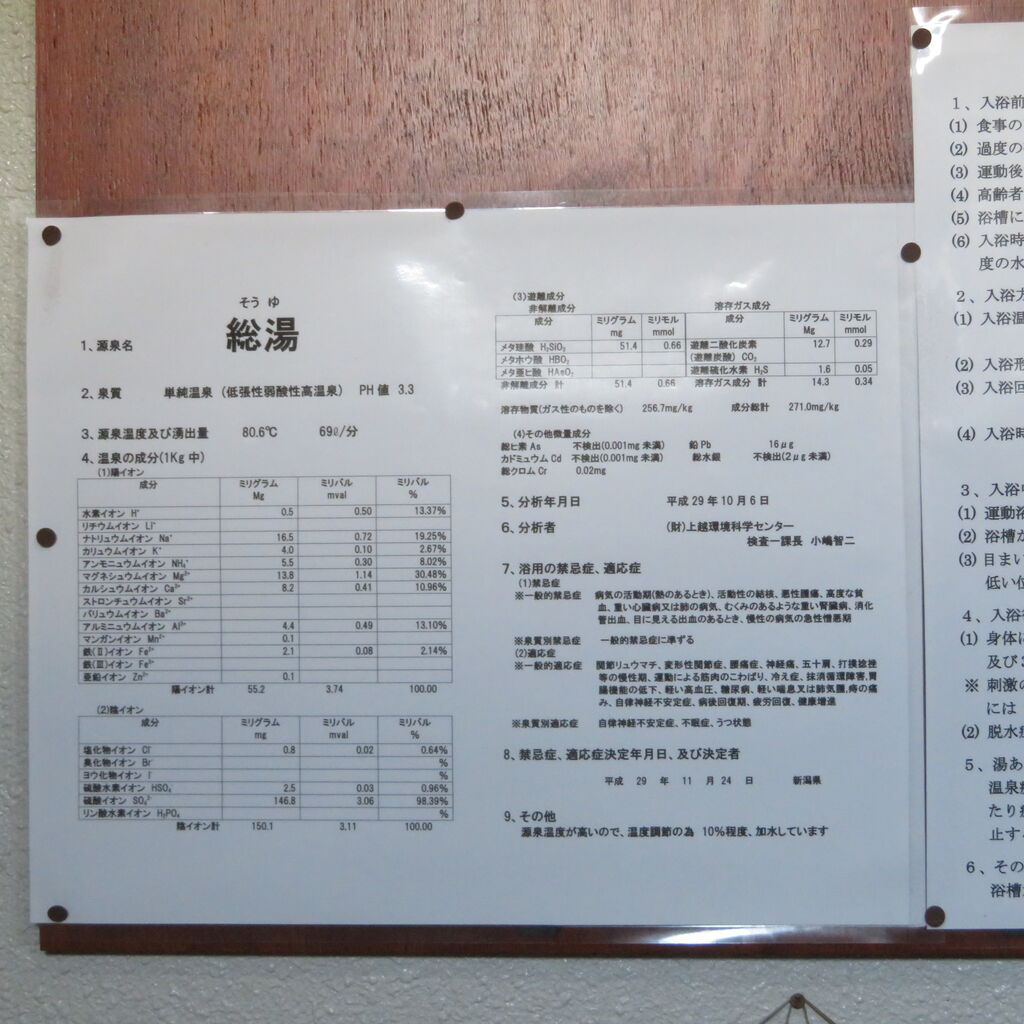 そう ゆ
1、源泉名 総湯
2、泉質 単純温泉 (低張性弱酸性高温泉) PH値 3.3
3、源泉温度及び湧出量 80.6℃ 69ℓ/分
4、温泉の成分(1Kg中)
(1)陽イオン
成分 ミリグラム Mg ミリバル mval ミリバル %
水素イオン H⁺ 0.5 0.50 13.37%
リチウムイオン Li⁺
ナトリュウムイオン Na⁺ 16.5 0.72 19.25%
カリュウムイオン K⁺ 4.0 0.10 2.67%
アンモニュウムイオン NH₄⁺ 5.5 0.30 8.02%
マグネシュウムイオン Mg²⁺ 13.8 1.14 30.48%
カルシュウムイオン Ca²⁺ 8.2 0.41 10.96%
ストロンチュウムイオン Sr²⁺
バリュウムイオン Ba²⁺
アルミニュウムイオン Al³⁺ 4.4 0.49 13.10%
マンガンイオン Mn²⁺ 0.1
鉄(Ⅱ)イオン Fe²⁺ 2.1 0.08 2.14%
鉄(Ⅲ)イオン Fe³⁺
亜鉛イオン Zn²⁺ 0.1
陽イオン計 55.2 3.74 100.00
(2)陰イオン
成分 ミリグラム mg ミリバル mval ミリバル %
塩化物イオン Cl⁻ 0.8 0.02 0.64%
臭化物イオン Br⁻ %
ヨウ化物イオン I⁻ %
硫酸水素イオン HSO₄⁻ 2.5 0.03 0.96%
硫酸イオン SO₄²⁻ 146.8 3.06 98.39%
リン酸水素イオン H₂PO₄ %
陰イオン計 150.1 3.11 100.00
(3)遊離成分
非解離成分
成分 ミリグラム mg ミリモル mmol
メタ珪酸 H₂SiO₃ 51.4 0.66
メタホウ酸 HBO₂
メタ亜ヒ酸 HAsO₂
非解離成分 計 51.4 0.66
溶存ガス成分
成分 ミリグラム Mg ミリモル mmol
遊離二酸化炭素 12.7 0.29
(遊離炭酸) CO₂
遊離硫化水素 H₂S 1.6 0.05
溶存ガス成分 計 14.3 0.34
溶存物質(ガス性のものを除く) 256.7mg/kg 成分総計 271.0mg/kg
(4)その他微量成分
総ヒ素 As 不検出(0.001mg未満) 鉛 Pb 16μg
カドミュウム Cd 不検出(0.001mg未満) 総水銀 不検出(2μg未満)
総クロム Cr 0.02mg
5、分析年月日 平成29年10月6日
6、分析者 (財)上越環境科学センター
検査一課長 小嶋智二
7、浴用の禁忌症、適応症
(1)禁忌症
※一般的禁忌症 病気の活動期(熱のあるとき)、活動性の結核、悪性腫瘍、高度な貧
血、重い心臓病又は肺の病気、むくみのあるような重い腎臓病、消化
管出血、目に見える出血のあるとき、慢性の病気の急性憎悪期
※泉質別禁忌症 一般的禁忌症に準ずる
(2)適応症
※一般的適応症 関節リュウマチ、変形性関節症、腰痛症、神経痛、五十肩、打撲捻挫
等の慢性期、運動による筋肉のこわばり、冷え症、抹消循環障害、胃
腸機能の低下、軽い高血圧、糖尿病、軽い喘息又は肺気腫、痔の痛
み、自律神経不安定症、病後回復期、疲労回復、健康増進
※泉質別適応症 自律神経不安定症、不眠症、うつ状態
8、禁忌症、適応症決定年月日、及び決定者
平成 29 年 11 月 24 日 新潟県
9、その他
源泉温度が高いので、温度調節の為 10%程度、加水しています
1、入浴前
(1) 食事の
(2) 過度の
(3) 運動後
(4) 高齢者
(5) 浴槽に
(6) 入浴時
度の水
2、入浴方
(1) 入浴温
(2) 入浴形
(3) 入浴回
(4) 入浴時
3、入浴中
(1) 運動浴
(2) 浴槽か
(3) 目まい
低い位
4、入浴後
(1) 身体に
及び3
※ 刺激の
には
(2) 脱水症
5、湯あ
温泉療
たり症
止す
6、その
浴槽